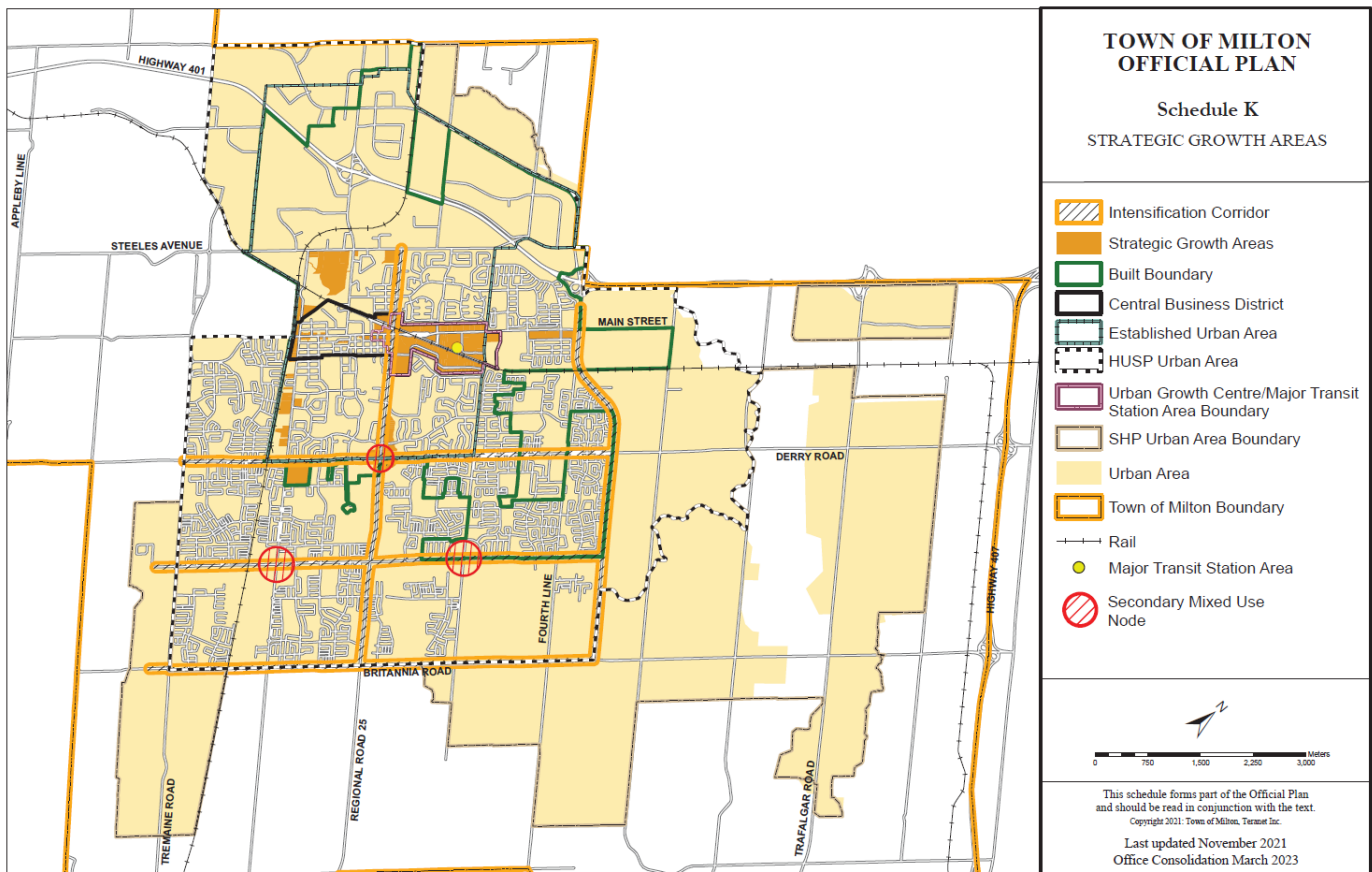 HIGHWAY 401
APPLEBY LINE
STEELES AVENUE
MAIN STREET
DERRY ROAD
HIGHWAY 407
FOURTH LINE
BRITANNIA ROAD
REGIONAL ROAD 25
TREMAINE ROAD
TRAFALGAR ROAD
TOWN OF MILTON
OFFICIAL PLAN
Schedule K
STRATEGIC GROWTH AREAS
Intensification Corridor
Strategic Growth Areas
Built Boundary
Central Business District
Established Urban Area
HUSP Urban Area
Urban Growth Centre/Major Transit
Station Area Boundary
SHP Urban Area Boundary
Urban Area
Town of Milton Boundary
Rail
Major Transit Station Area
Secondary Mixed Use
Node
N
Meters
0 750 1,500 2,250 3,000
This schedule forms part of the Official Plan
and should be read in conjunction with the text.
Copyright 2021: Town of Milton, Teranet Inc.
Last updated November 2021
Office Consolidation March 2023